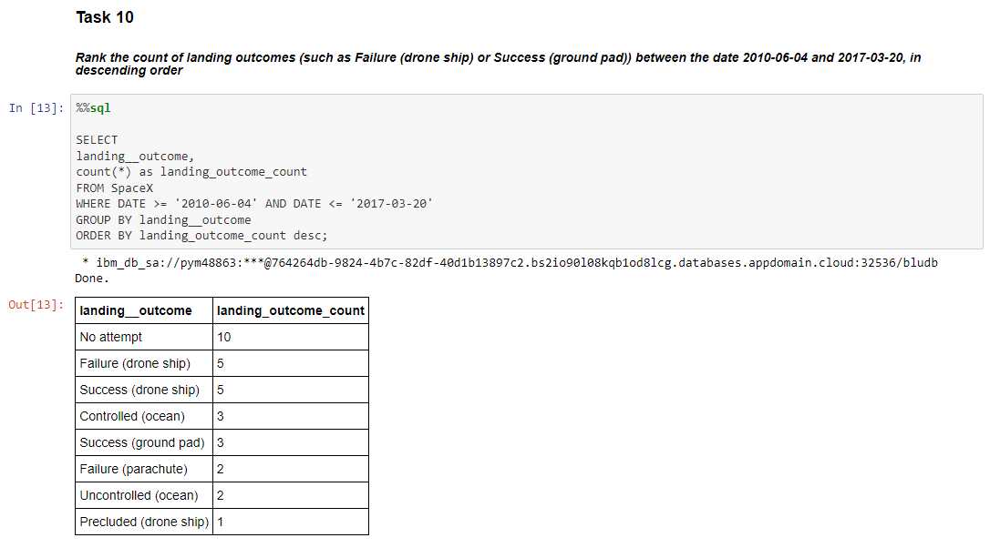 Task 10
Rank the count of landing outcomes (such as Failure (drone ship) or Success (ground pad)) between the date 2010-06-04 and 2017-03-20, in
descending order
In [13]: %%sql
SELECT
landing__outcome,
count(*) as landing_outcome_count
FROM SpaceX
WHERE DATE >= '2010-06-04' AND DATE <= '2017-03-20'
GROUP BY landing__outcome
ORDER BY landing_outcome_count desc;
* ibm_db_sa://pym48863:***@764264db-9824-4b7c-82df-40d1b13897c2.bs2io90l08kqb1od8lcg.databases.appdomain.cloud:32536/bludb
Done.
Out[13]: landing__outcome landing_outcome_count
No attempt 10
Failure (drone ship) 5
Success (drone ship) 5
Controlled (ocean) 3
Success (ground pad) 3
Failure (parachute) 2
Uncontrolled (ocean) 2
Precluded (drone ship) 1